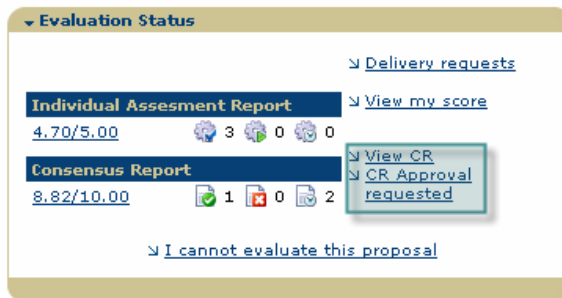 Evaluation Status
Delivery requests
Individual Assesment Report
View my score
4.70/5.00 3 0 0
Consensus Report
View CR
CR Approval
requested
8.82/10.00 1 0 2
I cannot evaluate this proposal